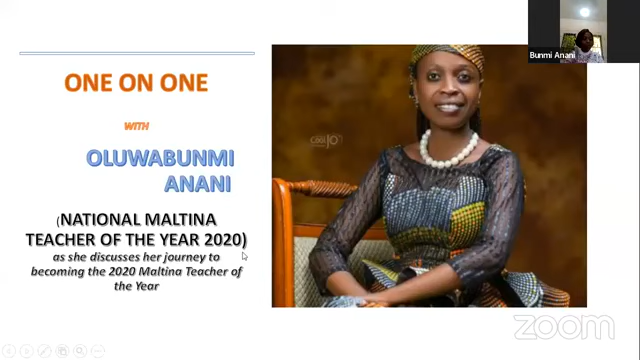 ONE ON ONE
WITH
OLUWABUNMI
ANANI
(NATIONAL MALTINA
TEACHER OF THE YEAR 2020)
as she discusses her journey to
becoming the 2020 Maltina Teacher of
the Year
Bunmi Anani
zoom